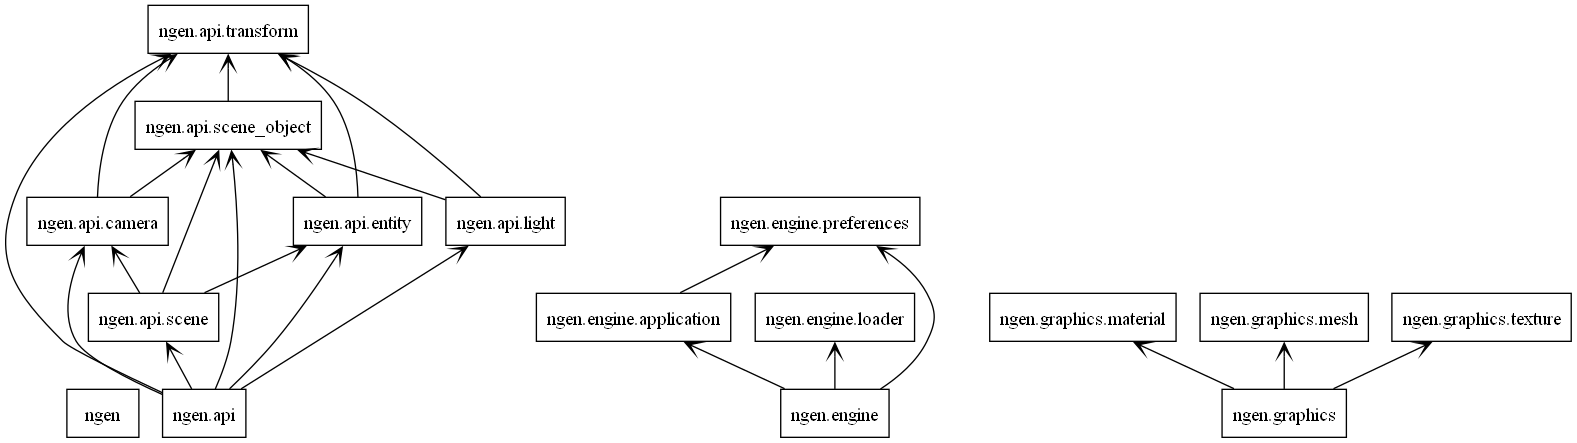 ngen.api.transform
ngen.api.scene_object
ngen.api.camera
ngen.api.entity
ngen.api.light
ngen.engine.preferences
ngen.api.scene
ngen.engine.application
ngen.engine.loader
ngen.graphics.material
ngen.graphics.mesh
ngen.graphics.texture
ngen
ngen.api
ngen.engine
ngen.graphics